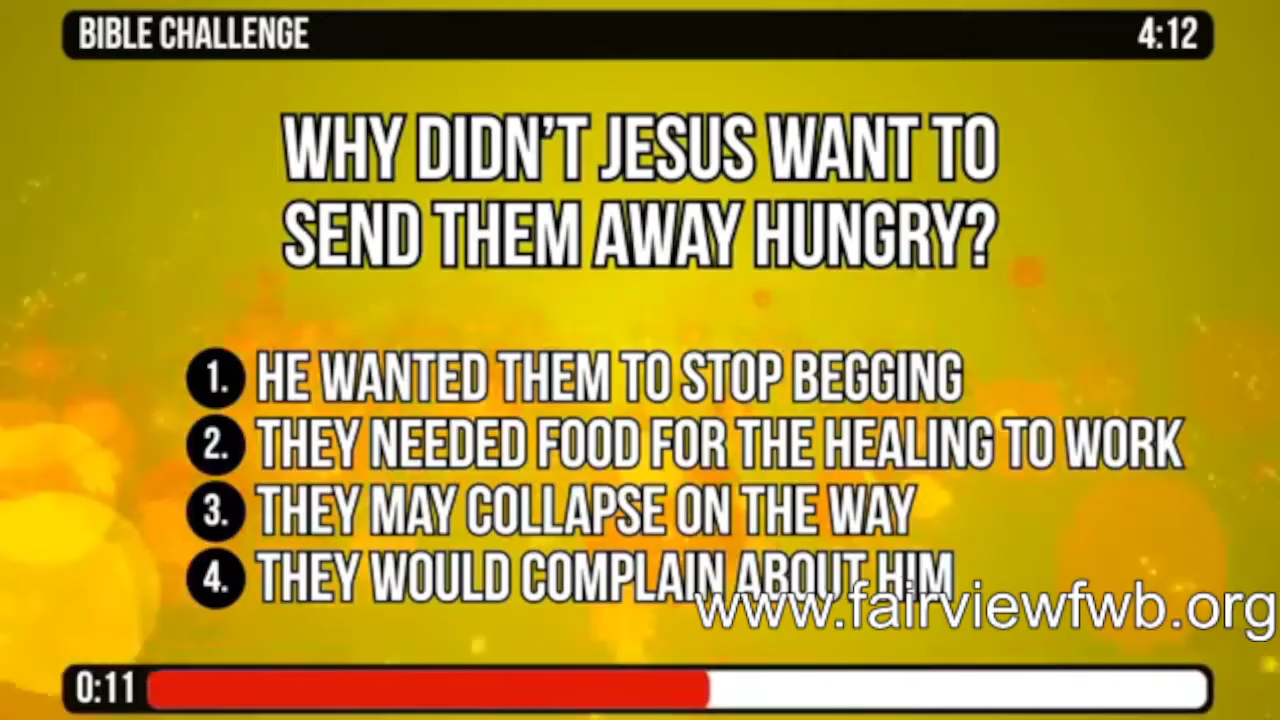 BIBLE CHALLENGE
4:12
WHY DIDN'T JESUS WANT TO
SEND THEM AWAY HUNGRY?
1. HE WANTED THEM TO STOP BEGGING
2. THEY NEEDED FOOD FOR THE HEALING TO WORK
3. THEY MAY COLLAPSE ON THE WAY
4. THEY WOULD COMPLAIN ABOUT HIM
www.fairviewfwb.org
0:11